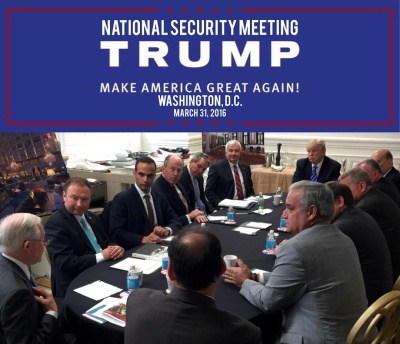 NATIONAL SECURITY MEETING
TRUMP
MAKE AMERICA GREAT AGAIN!
WASHINGTON, D.C.
MARCH 31, 2016